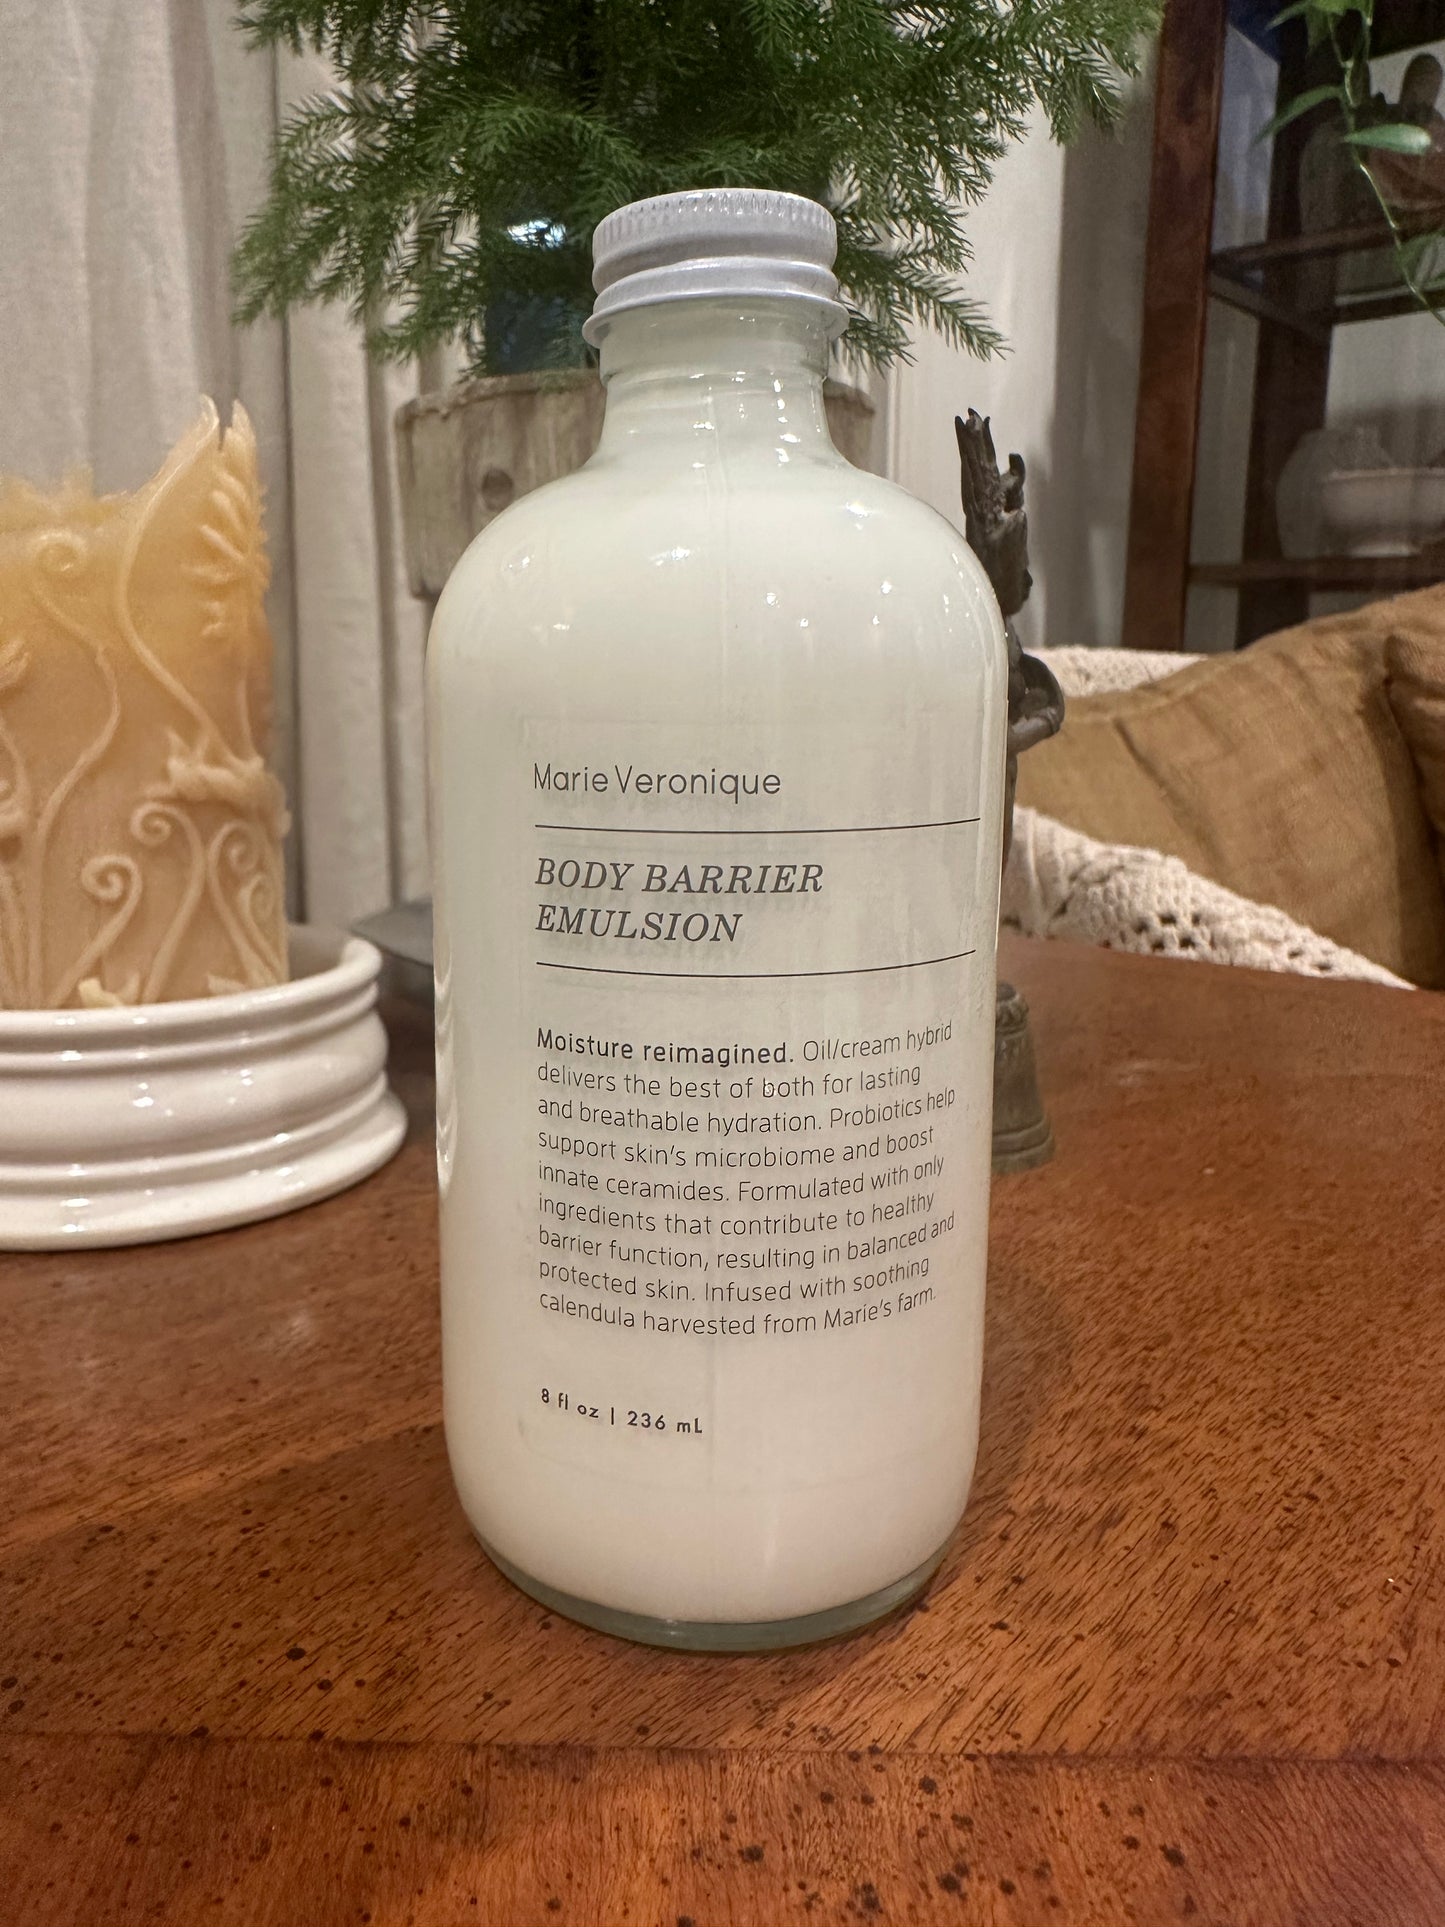 Marie Veronique
BODY BARRIER
EMULSION
Moisture reimagined. Oil/cream hybrid
delivers the best of both for lasting
and breathable hydration. Probiotics help
support skin's microbiome and boost
innate ceramides. Formulated with only
ingredients that contribute to healthy
barrier function, resulting in balanced and
protected skin. Infused with soothing
calendula harvested from Marie's farm.
8 fl oz | 236 mL